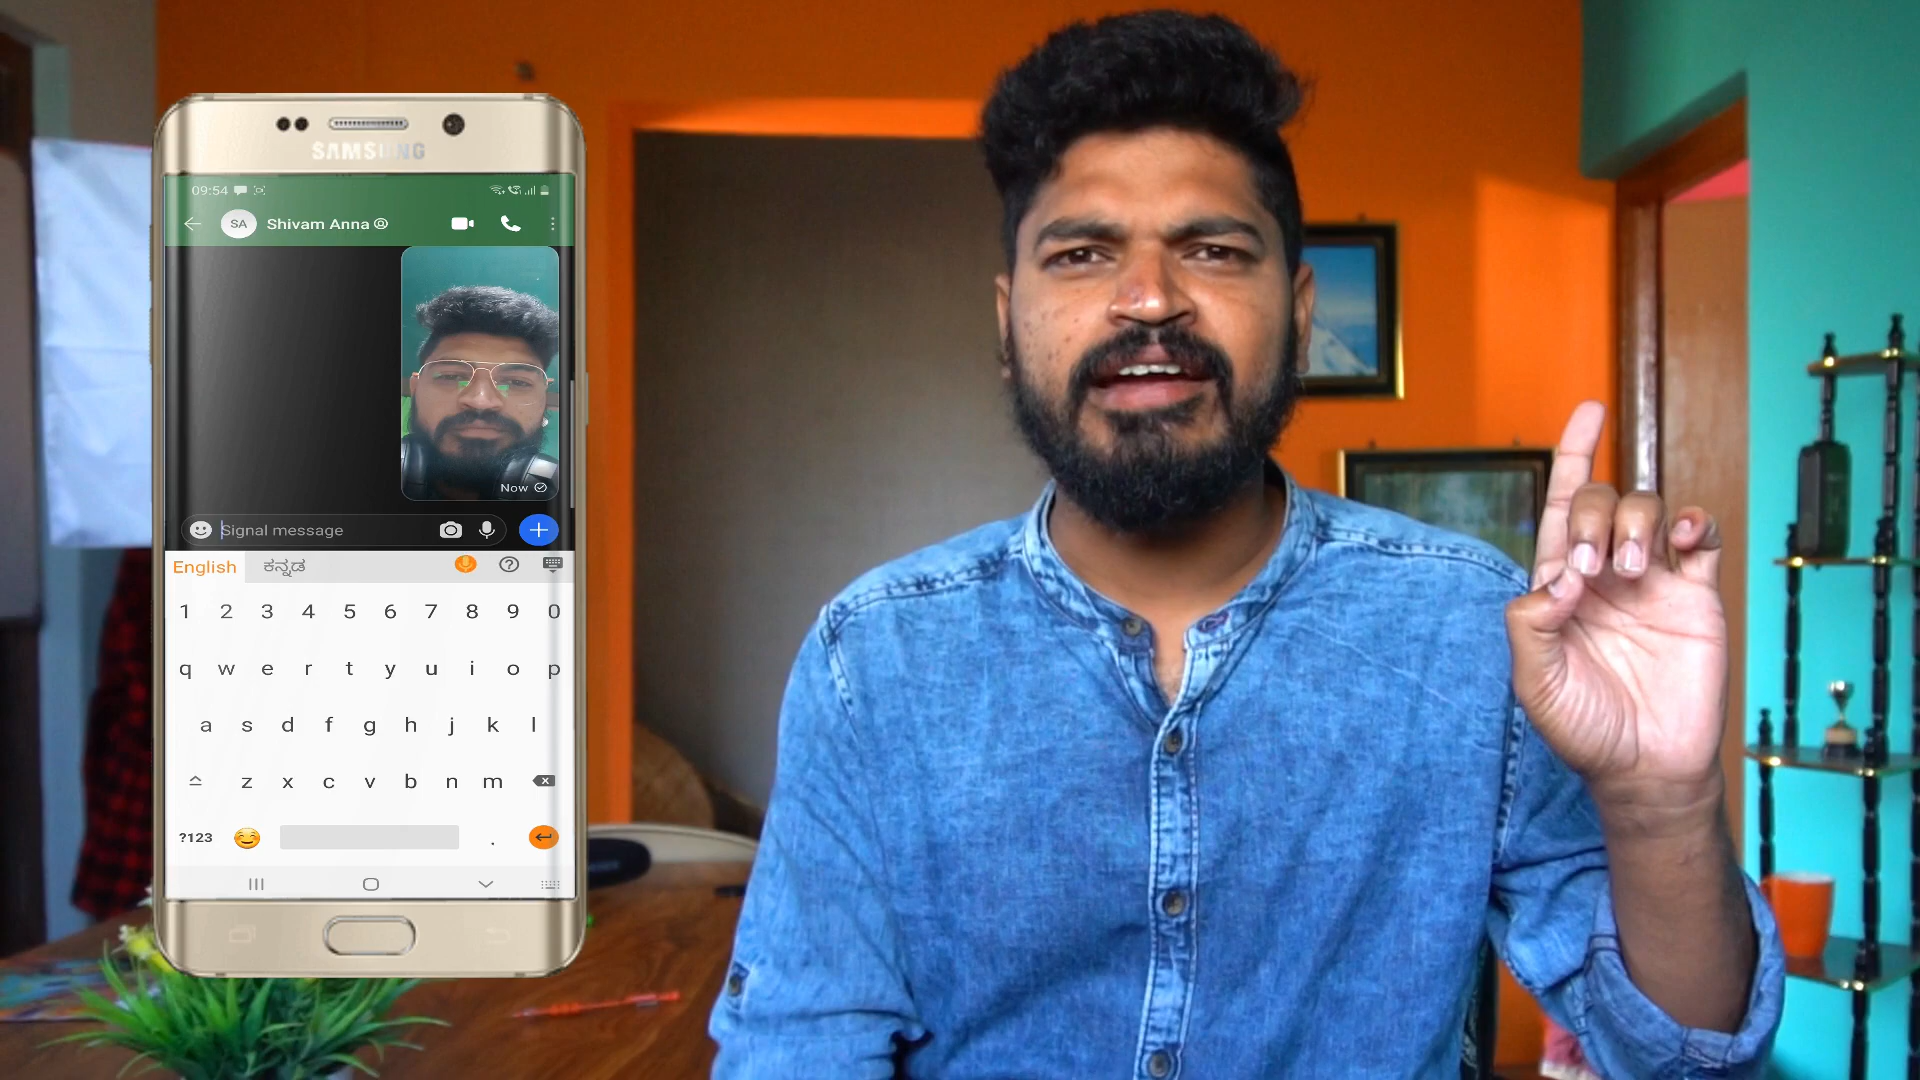 SAMSUNG
09:54
SA Shivam Anna
Now
Signal message
English ಕನ್ನಡ
1 2 3 4 5 6 7 8 9 0
q w e r t y u i o p
a s d f g h j k l
z x c v b n m
?123 .